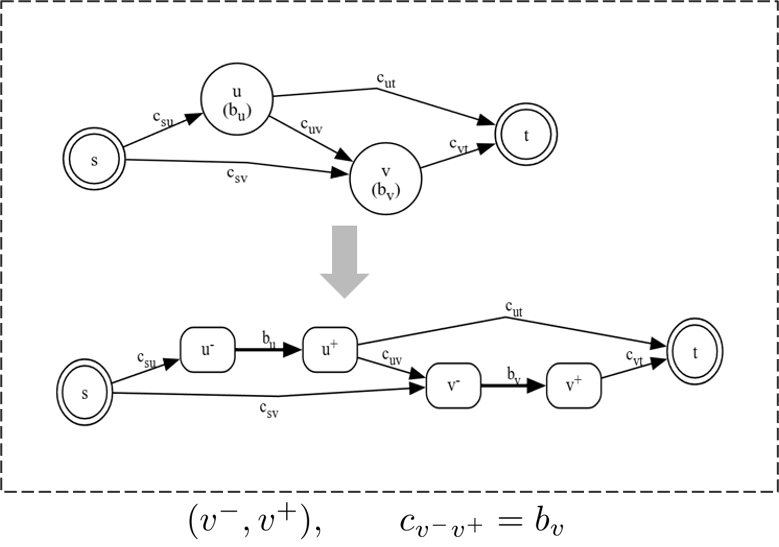 c_ut
u
(b_u)
c_su
c_uv
t
s
v
c_vt
c_sv
(b_v)
c_ut
b_u
u^-
u^+
c_su
c_uv
c_vt
t
s
v^-
b_v
v^+
c_sv
(v^-, v^+), c_{v^-v^+} = b_v